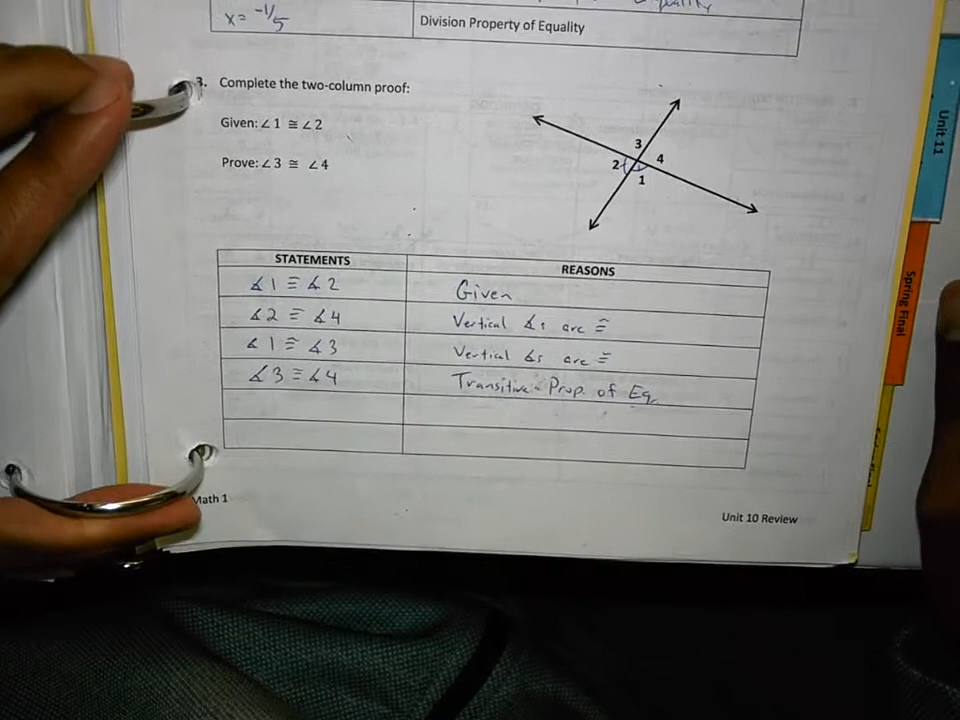 x = -1/5 Division Property of Equality
3. Complete the two-column proof:
Given: ∠1 ≅ ∠2
Prove: ∠3 ≅ ∠4
3
2 4
1
STATEMENTS REASONS
∡1 ≅ ∡2 Given
∡2 ≅ ∡4 Vertical ∡s are ≅
∡1 ≅ ∡3 Vertical ∡s are ≅
∡3 ≅ ∡4 Transitive Prop. of Eq.
Math 1 Unit 10 Review
Unit 11
Spring Final